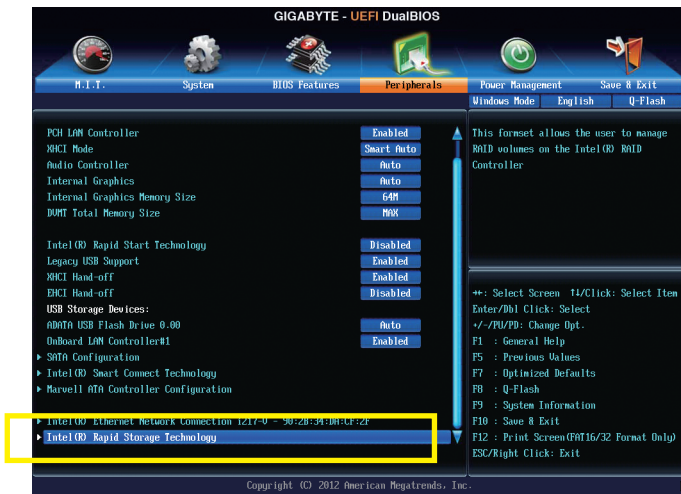 GIGABYTE - UEFI DualBIOS
M.I.T. System BIOS Features Peripherals Power Management Save & Exit
Windows Mode English Q-Flash
PCH LAN Controller Enabled
XHCI Mode Smart Auto
Audio Controller Auto
Internal Graphics Auto
Internal Graphics Memory Size 64M
DVMT Total Memory Size MAX
Intel(R) Rapid Start Technology Disabled
Legacy USB Support Enabled
XHCI Hand-off Enabled
EHCI Hand-off Disabled
USB Storage Devices:
ADATA USB Flash Drive 0.00 Auto
OnBoard LAN Controller#1 Enabled
SATA Configuration
Intel(R) Smart Connect Technology
Marvell ATA Controller Configuration
Intel(R) Ethernet Network Connection I217-V - 90:2B:34:DA:CF:2F
Intel(R) Rapid Storage Technology
This formset allows the user to manage
RAID volumes on the Intel(R) RAID
Controller
↔: Select Screen ↑↓/Click: Select Item
Enter/Dbl Click: Select
+/-/PU/PD: Change Opt.
F1 : General Help
F5 : Previous Values
F7 : Optimized Defaults
F8 : Q-Flash
F9 : System Information
F10 : Save & Exit
F12 : Print Screen(FAT16/32 Format Only)
ESC/Right Click: Exit
Copyright (C) 2012 American Megatrends, Inc.